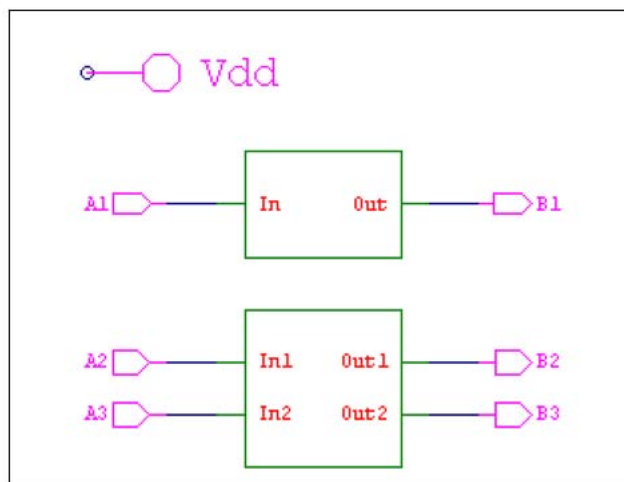 Vdd
A1 In Out B1
A2 In1 Out1 B2
A3 In2 Out2 B3